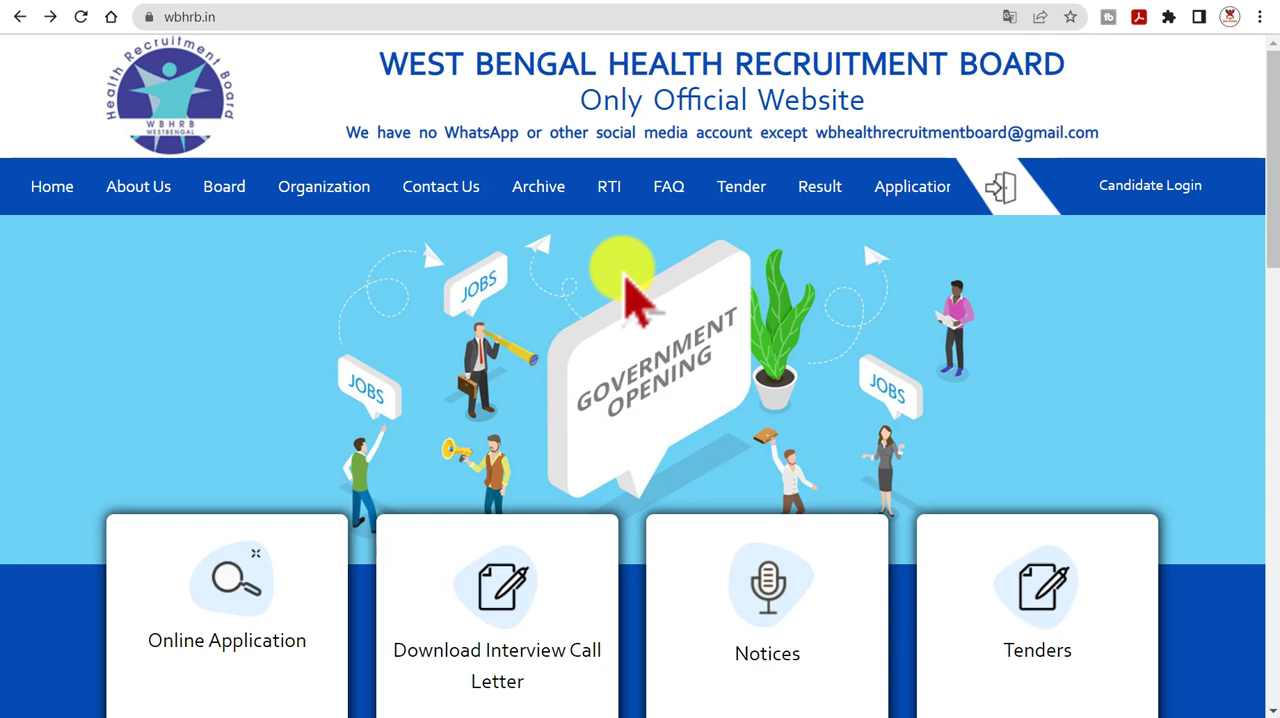 wbhrb.in
Health Recruitment Board
WBHRB
WESTBENGAL
WEST BENGAL HEALTH RECRUITMENT BOARD
Only Official Website
We have no WhatsApp or other social media account except wbhealthrecruitmentboard@gmail.com
Home About Us Board Organization Contact Us Archive RTI FAQ Tender Result Application Candidate Login
JOBS
JOBS
GOVERNMENT
OPENING
JOBS
Online Application
Download Interview Call
Letter
Notices
Tenders